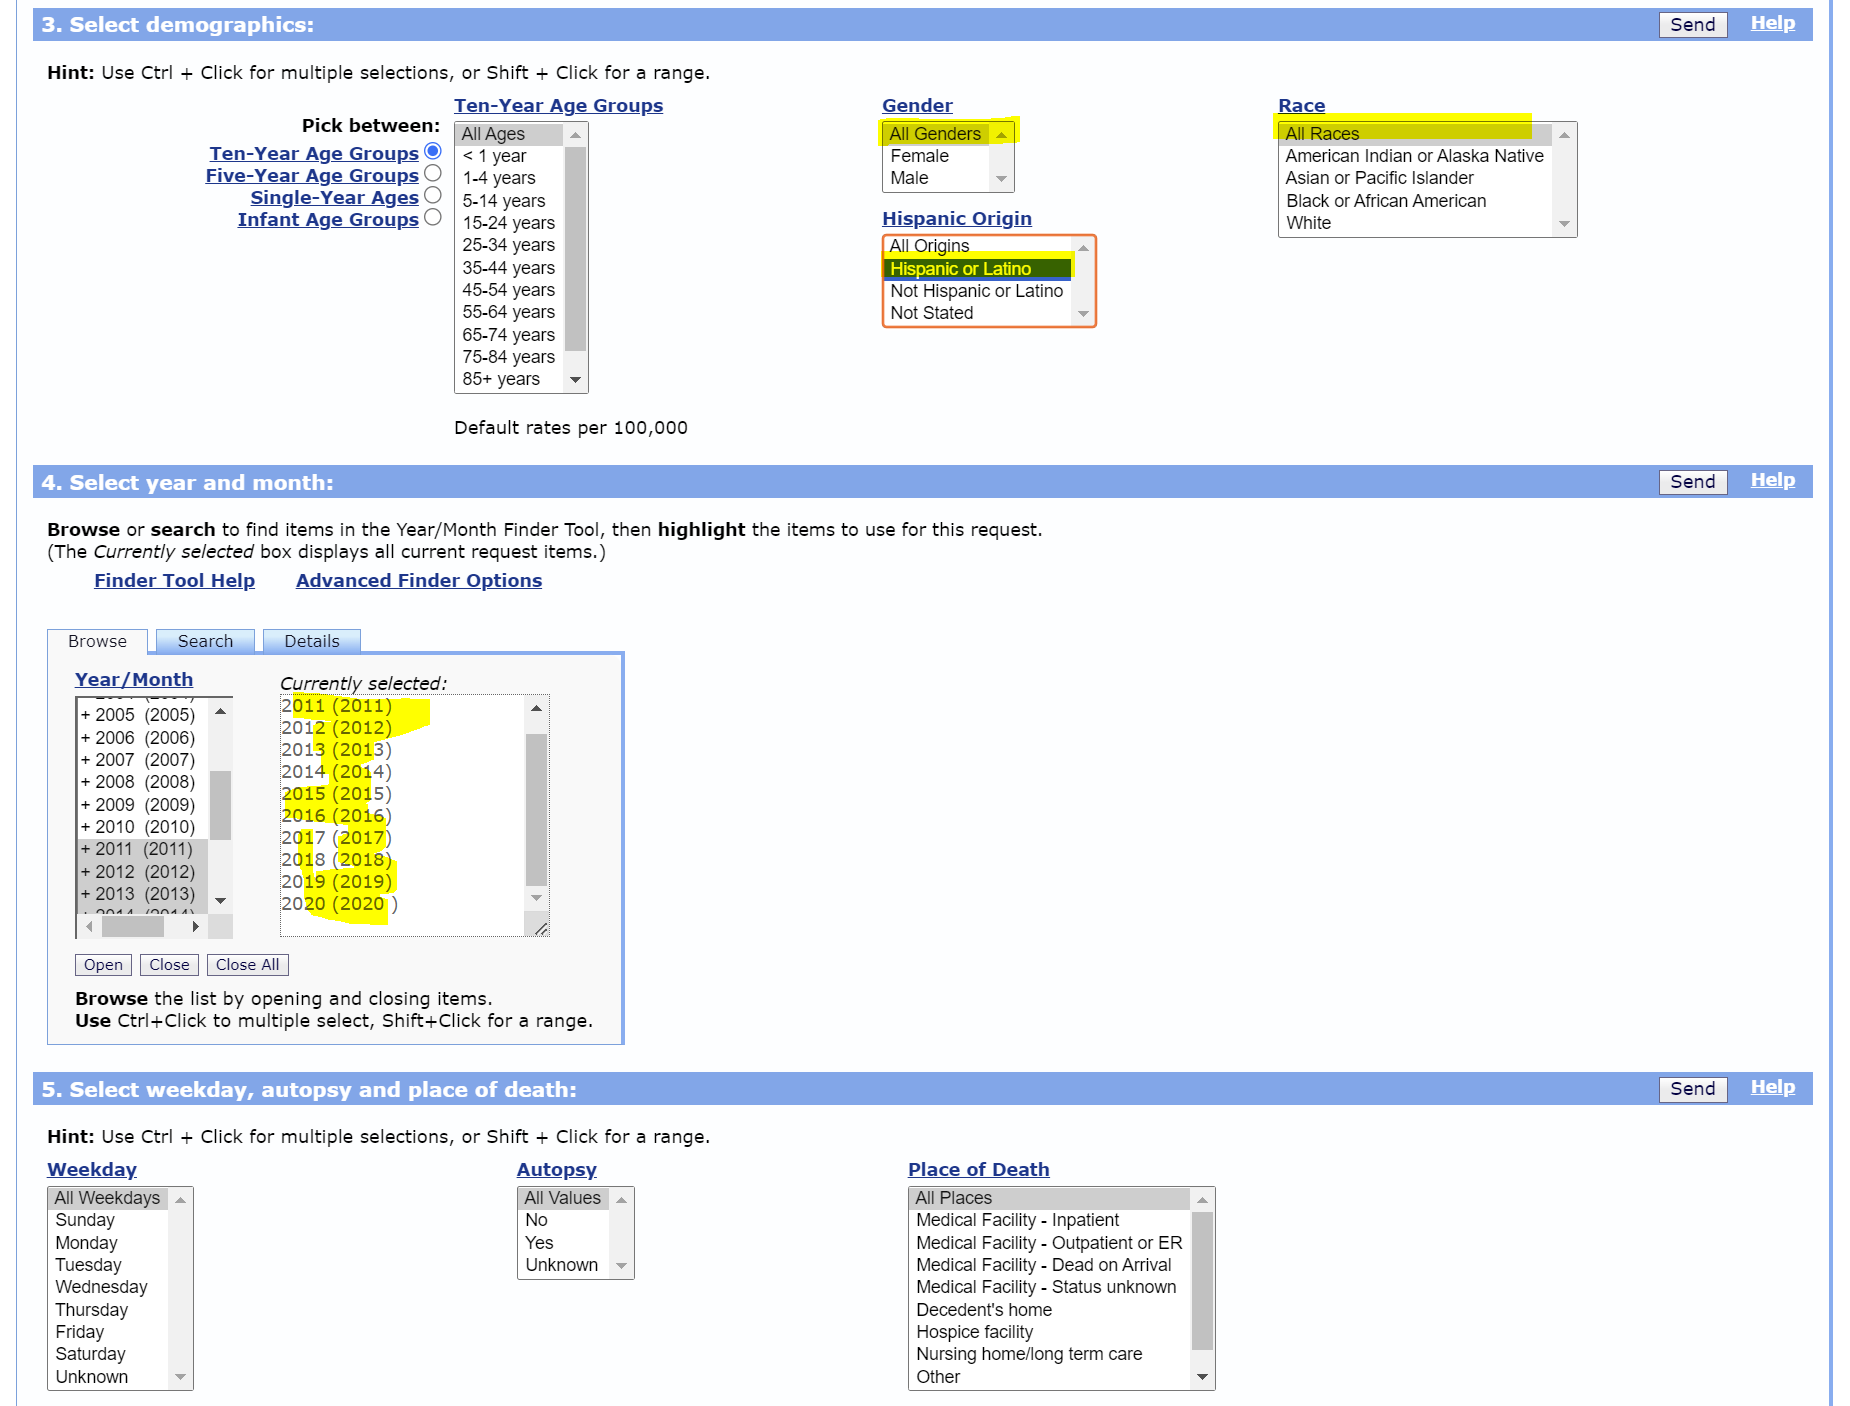 3. Select demographics:
Send
Help
Hint: Use Ctrl + Click for multiple selections, or Shift + Click for a range.
Pick between:
Ten-Year Age Groups
Five-Year Age Groups
Single-Year Ages
Infant Age Groups
Ten-Year Age Groups
All Ages
< 1 year
1-4 years
5-14 years
15-24 years
25-34 years
35-44 years
45-54 years
55-64 years
65-74 years
75-84 years
85+ years
Default rates per 100,000
Gender
All Genders
Female
Male
Hispanic Origin
All Origins
Hispanic or Latino
Not Hispanic or Latino
Not Stated
Race
All Races
American Indian or Alaska Native
Asian or Pacific Islander
Black or African American
White
4. Select year and month:
Send
Help
Browse or search to find items in the Year/Month Finder Tool, then highlight the items to use for this request.
(The Currently selected box displays all current request items.)
Finder Tool Help
Advanced Finder Options
Browse
Search
Details
Year/Month
+ 2005 (2005)
+ 2006 (2006)
+ 2007 (2007)
+ 2008 (2008)
+ 2009 (2009)
+ 2010 (2010)
+ 2011 (2011)
+ 2012 (2012)
+ 2013 (2013)
Currently selected:
2011 (2011)
2012 (2012)
2013 (2013)
2014 (2014)
2015 (2015)
2016 (2016)
2017 (2017)
2018 (2018)
2019 (2019)
2020 (2020 )
Open
Close
Close All
Browse the list by opening and closing items.
Use Ctrl+Click to multiple select, Shift+Click for a range.
5. Select weekday, autopsy and place of death:
Send
Help
Hint: Use Ctrl + Click for multiple selections, or Shift + Click for a range.
Weekday
All Weekdays
Sunday
Monday
Tuesday
Wednesday
Thursday
Friday
Saturday
Unknown
Autopsy
All Values
No
Yes
Unknown
Place of Death
All Places
Medical Facility - Inpatient
Medical Facility - Outpatient or ER
Medical Facility - Dead on Arrival
Medical Facility - Status unknown
Decedent's home
Hospice facility
Nursing home/long term care
Other